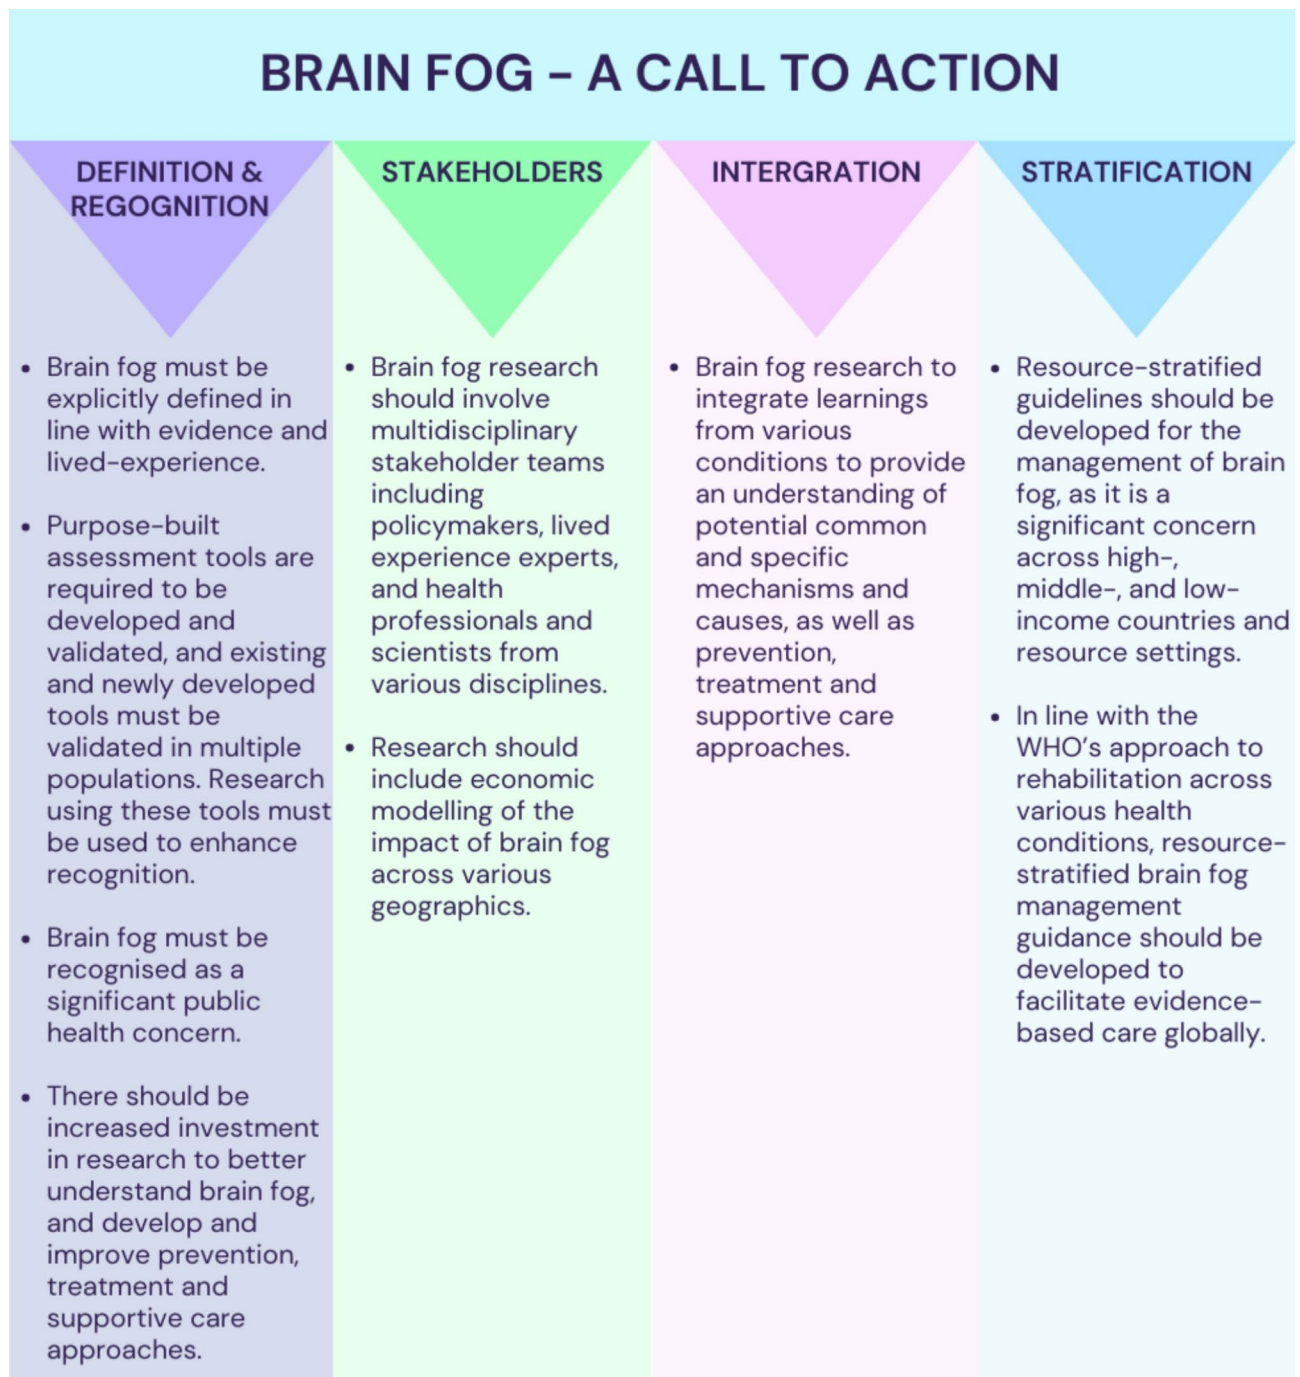 BRAIN FOG – A CALL TO ACTION
DEFINITION &
REGOGNITION
• Brain fog must be
explicitly defined in
line with evidence and
lived-experience.
• Purpose-built
assessment tools are
required to be
developed and
validated, and existing
and newly developed
tools must be
validated in multiple
populations. Research
using these tools must
be used to enhance
recognition.
• Brain fog must be
recognised as a
significant public
health concern.
• There should be
increased investment
in research to better
understand brain fog,
and develop and
improve prevention,
treatment and
supportive care
approaches.
STAKEHOLDERS
• Brain fog research
should involve
multidisciplinary
stakeholder teams
including
policymakers, lived
experience experts,
and health
professionals and
scientists from
various disciplines.
• Research should
include economic
modelling of the
impact of brain fog
across various
geographics.
INTERGRATION
• Brain fog research to
integrate learnings
from various
conditions to provide
an understanding of
potential common
and specific
mechanisms and
causes, as well as
prevention,
treatment and
supportive care
approaches.
STRATIFICATION
• Resource-stratified
guidelines should be
developed for the
management of brain
fog, as it is a
significant concern
across high-,
middle-, and low-
income countries and
resource settings.
• In line with the
WHO's approach to
rehabilitation across
various health
conditions, resource-
stratified brain fog
management
guidance should be
developed to
facilitate evidence-
based care globally.